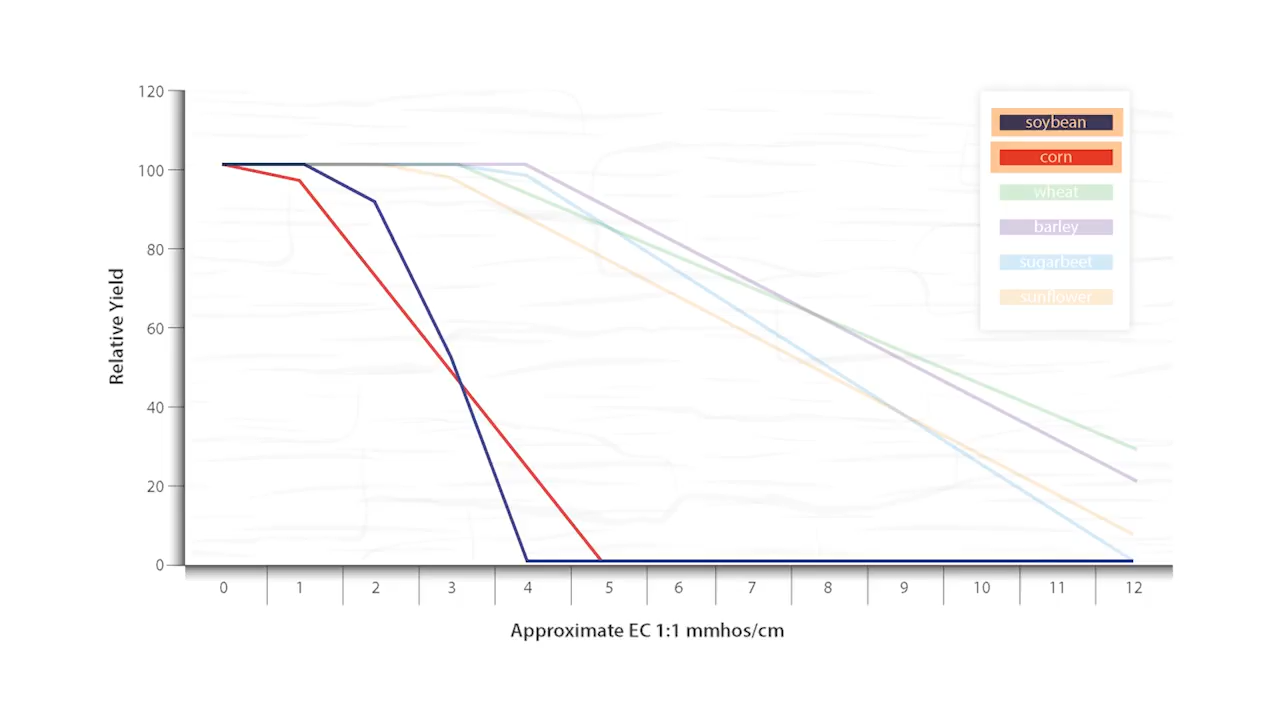 120
100
80
60
40
20
0
Relative Yield
0 1 2 3 4 5 6 7 8 9 10 11 12
Approximate EC 1:1 mmhos/cm
soybean
corn
wheat
barley
sugarbeet
sunflower